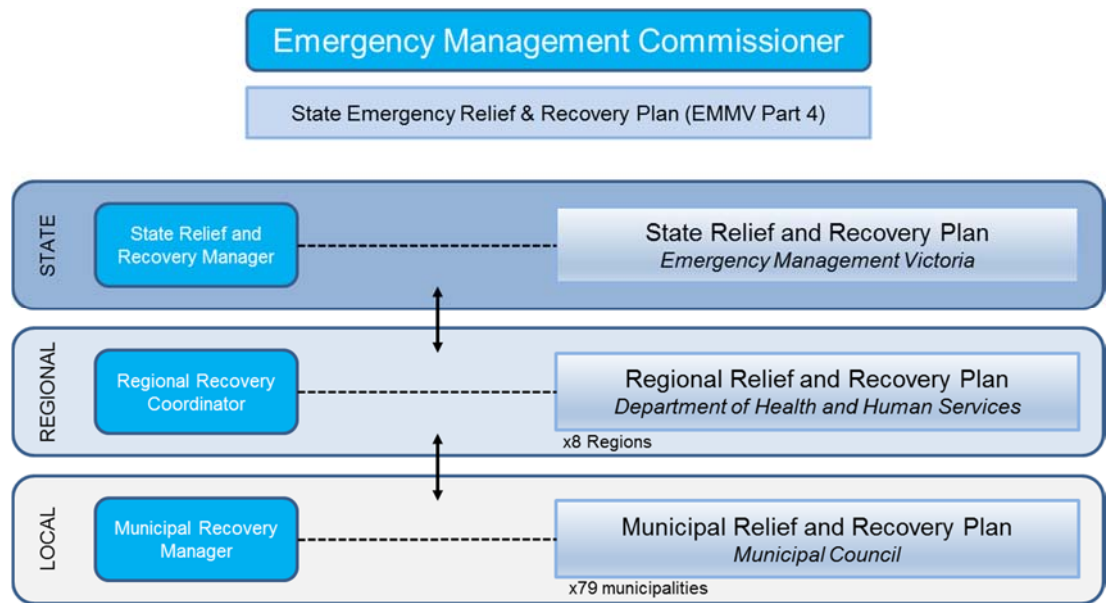 Emergency Management Commissioner
State Emergency Relief & Recovery Plan (EMMV Part 4)
STATE
State Relief and
Recovery Manager
State Relief and Recovery Plan
Emergency Management Victoria
REGIONAL
Regional Recovery
Coordinator
Regional Relief and Recovery Plan
Department of Health and Human Services
x8 Regions
LOCAL
Municipal Recovery
Manager
Municipal Relief and Recovery Plan
Municipal Council
x79 municipalities